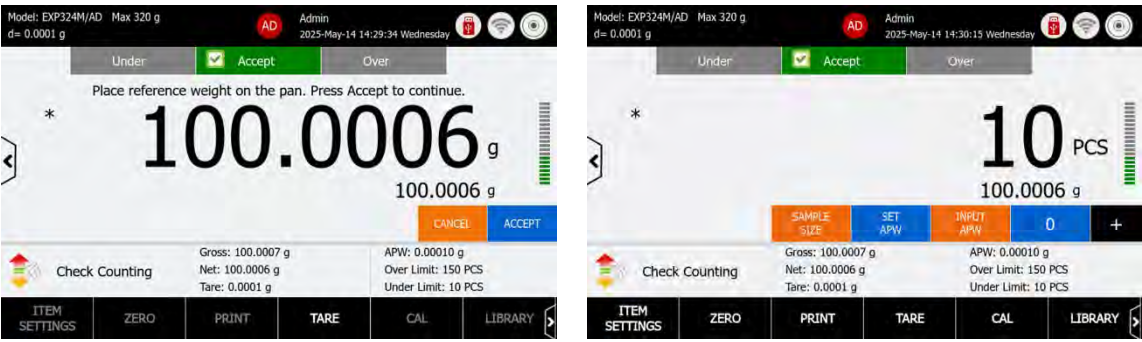 Model: EXP324M/AD Max 320 g
d= 0.0001 g
AD
Admin
2025-May-14 14:29:34 Wednesday
Under
Accept
Over
Place reference weight on the pan. Press Accept to continue.
*
100.0006 g
100.0006 g
CANCEL
ACCEPT
Check Counting
Gross: 100.0007 g
Net: 100.0006 g
Tare: 0.0001 g
APW: 0.00010 g
Over Limit: 150 PCS
Under Limit: 10 PCS
ITEM
SETTINGS
ZERO
PRINT
TARE
CAL
LIBRARY
Model: EXP324M/AD Max 320 g
d= 0.0001 g
AD
Admin
2025-May-14 14:30:15 Wednesday
Under
Accept
Over
*
10 PCS
100.0006 g
SAMPLE
SIZE
SET
APW
INPUT
APW
0
+
Check Counting
Gross: 100.0007 g
Net: 100.0006 g
Tare: 0.0001 g
APW: 0.00010 g
Over Limit: 150 PCS
Under Limit: 10 PCS
ITEM
SETTINGS
ZERO
PRINT
TARE
CAL
LIBRARY